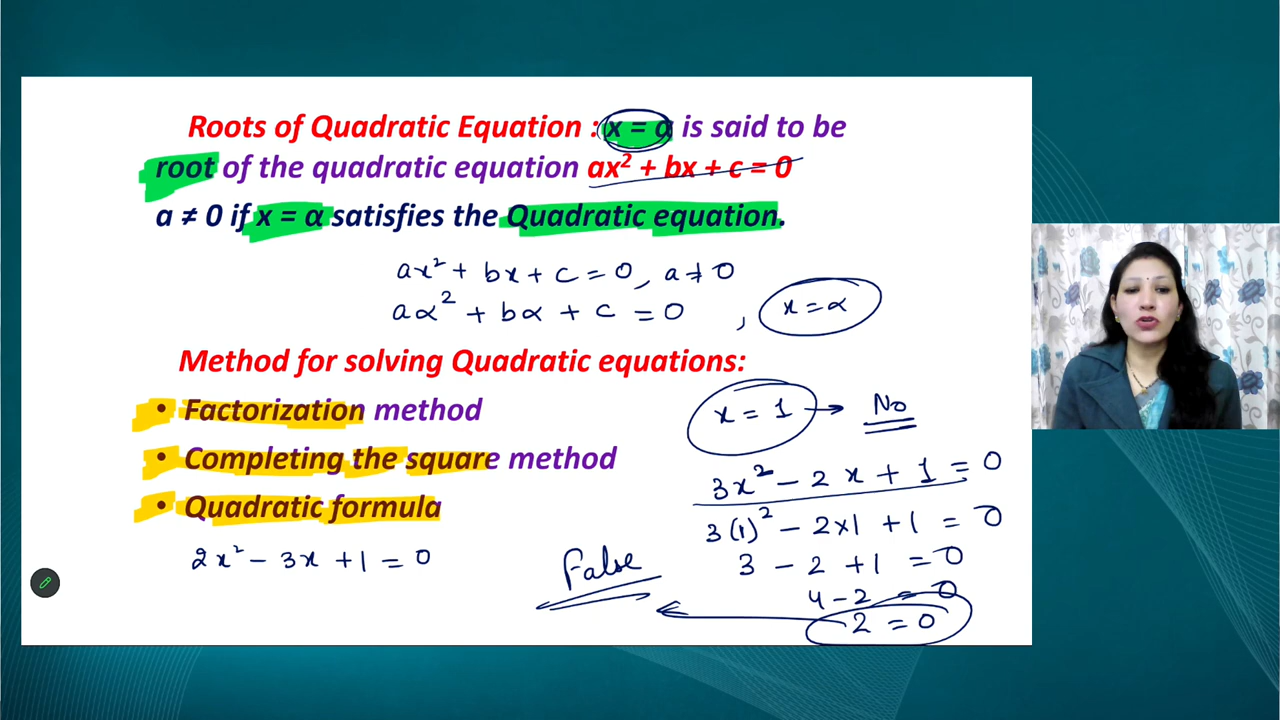 Roots of Quadratic Equation : x = α is said to be
root of the quadratic equation ax² + bx + c = 0
a ≠ 0 if x = α satisfies the Quadratic equation.
ax² + bx + c = 0, a ≠ 0
aα² + bα + c = 0 , x = α
Method for solving Quadratic equations:
• Factorization method
• Completing the square method
• Quadratic formula
2x² - 3x + 1 = 0
x = 1 → No
3x² - 2x + 1 = 0
3(1)² - 2×1 + 1 = 0
3 - 2 + 1 = 0
4 - 2 = 0
2 = 0
False